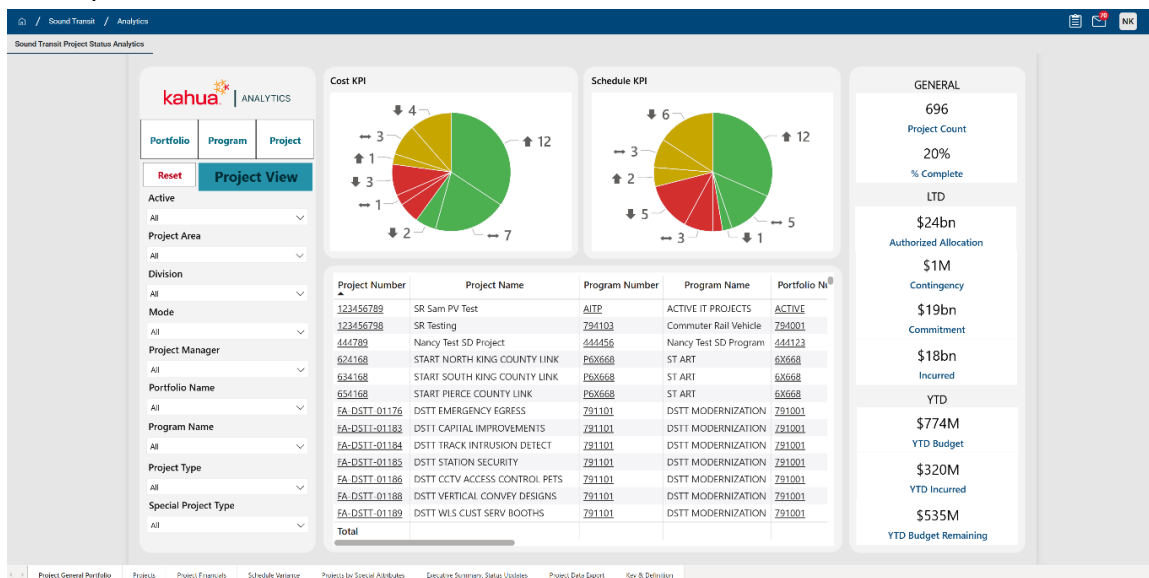 / Sound Transit / Analytics
70
NK
Sound Transit Project Status Analytics
kahua. | ANALYTICS
Portfolio Program Project
Reset Project View
Active
All
Project Area
All
Division
All
Mode
All
Project Manager
All
Portfolio Name
All
Program Name
All
Project Type
All
Special Project Type
All
Cost KPI
4
3
12
1
3
1
2
7
Schedule KPI
6
12
3
2
5
5
3
1
Project Number Project Name Program Number Program Name Portfolio Nu
123456789 SR Sam PV Test AITP ACTIVE IT PROJECTS ACTIVE
123456798 SR Testing 794103 Commuter Rail Vehicle 794001
444789 Nancy Test SD Project 444456 Nancy Test SD Program 444123
624168 START NORTH KING COUNTY LINK P6X668 ST ART 6X668
634168 START SOUTH KING COUNTY LINK P6X668 ST ART 6X668
654168 START PIERCE COUNTY LINK P6X668 ST ART 6X668
FA-DSTT-01176 DSTT EMERGENCY EGRESS 791101 DSTT MODERNIZATION 791001
FA-DSTT-01183 DSTT CAPITAL IMPROVEMENTS 791101 DSTT MODERNIZATION 791001
FA-DSTT-01184 DSTT TRACK INTRUSION DETECT 791101 DSTT MODERNIZATION 791001
FA-DSTT-01185 DSTT STATION SECURITY 791101 DSTT MODERNIZATION 791001
FA-DSTT-01186 DSTT CCTV ACCESS CONTROL PETS 791101 DSTT MODERNIZATION 791001
FA-DSTT-01188 DSTT VERTICAL CONVEY DESIGNS 791101 DSTT MODERNIZATION 791001
FA-DSTT-01189 DSTT WLS CUST SERV BOOTHS 791101 DSTT MODERNIZATION 791001
Total
GENERAL
696
Project Count
20%
% Complete
LTD
$24bn
Authorized Allocation
$1M
Contingency
$19bn
Commitment
$18bn
Incurred
YTD
$774M
YTD Budget
$320M
YTD Incurred
$535M
YTD Budget Remaining
Project General Portfolio Projects Project Financials Schedule Variance Projects by Special Attributes Executive Summary, Status Updates Project Data Export Key & Definition